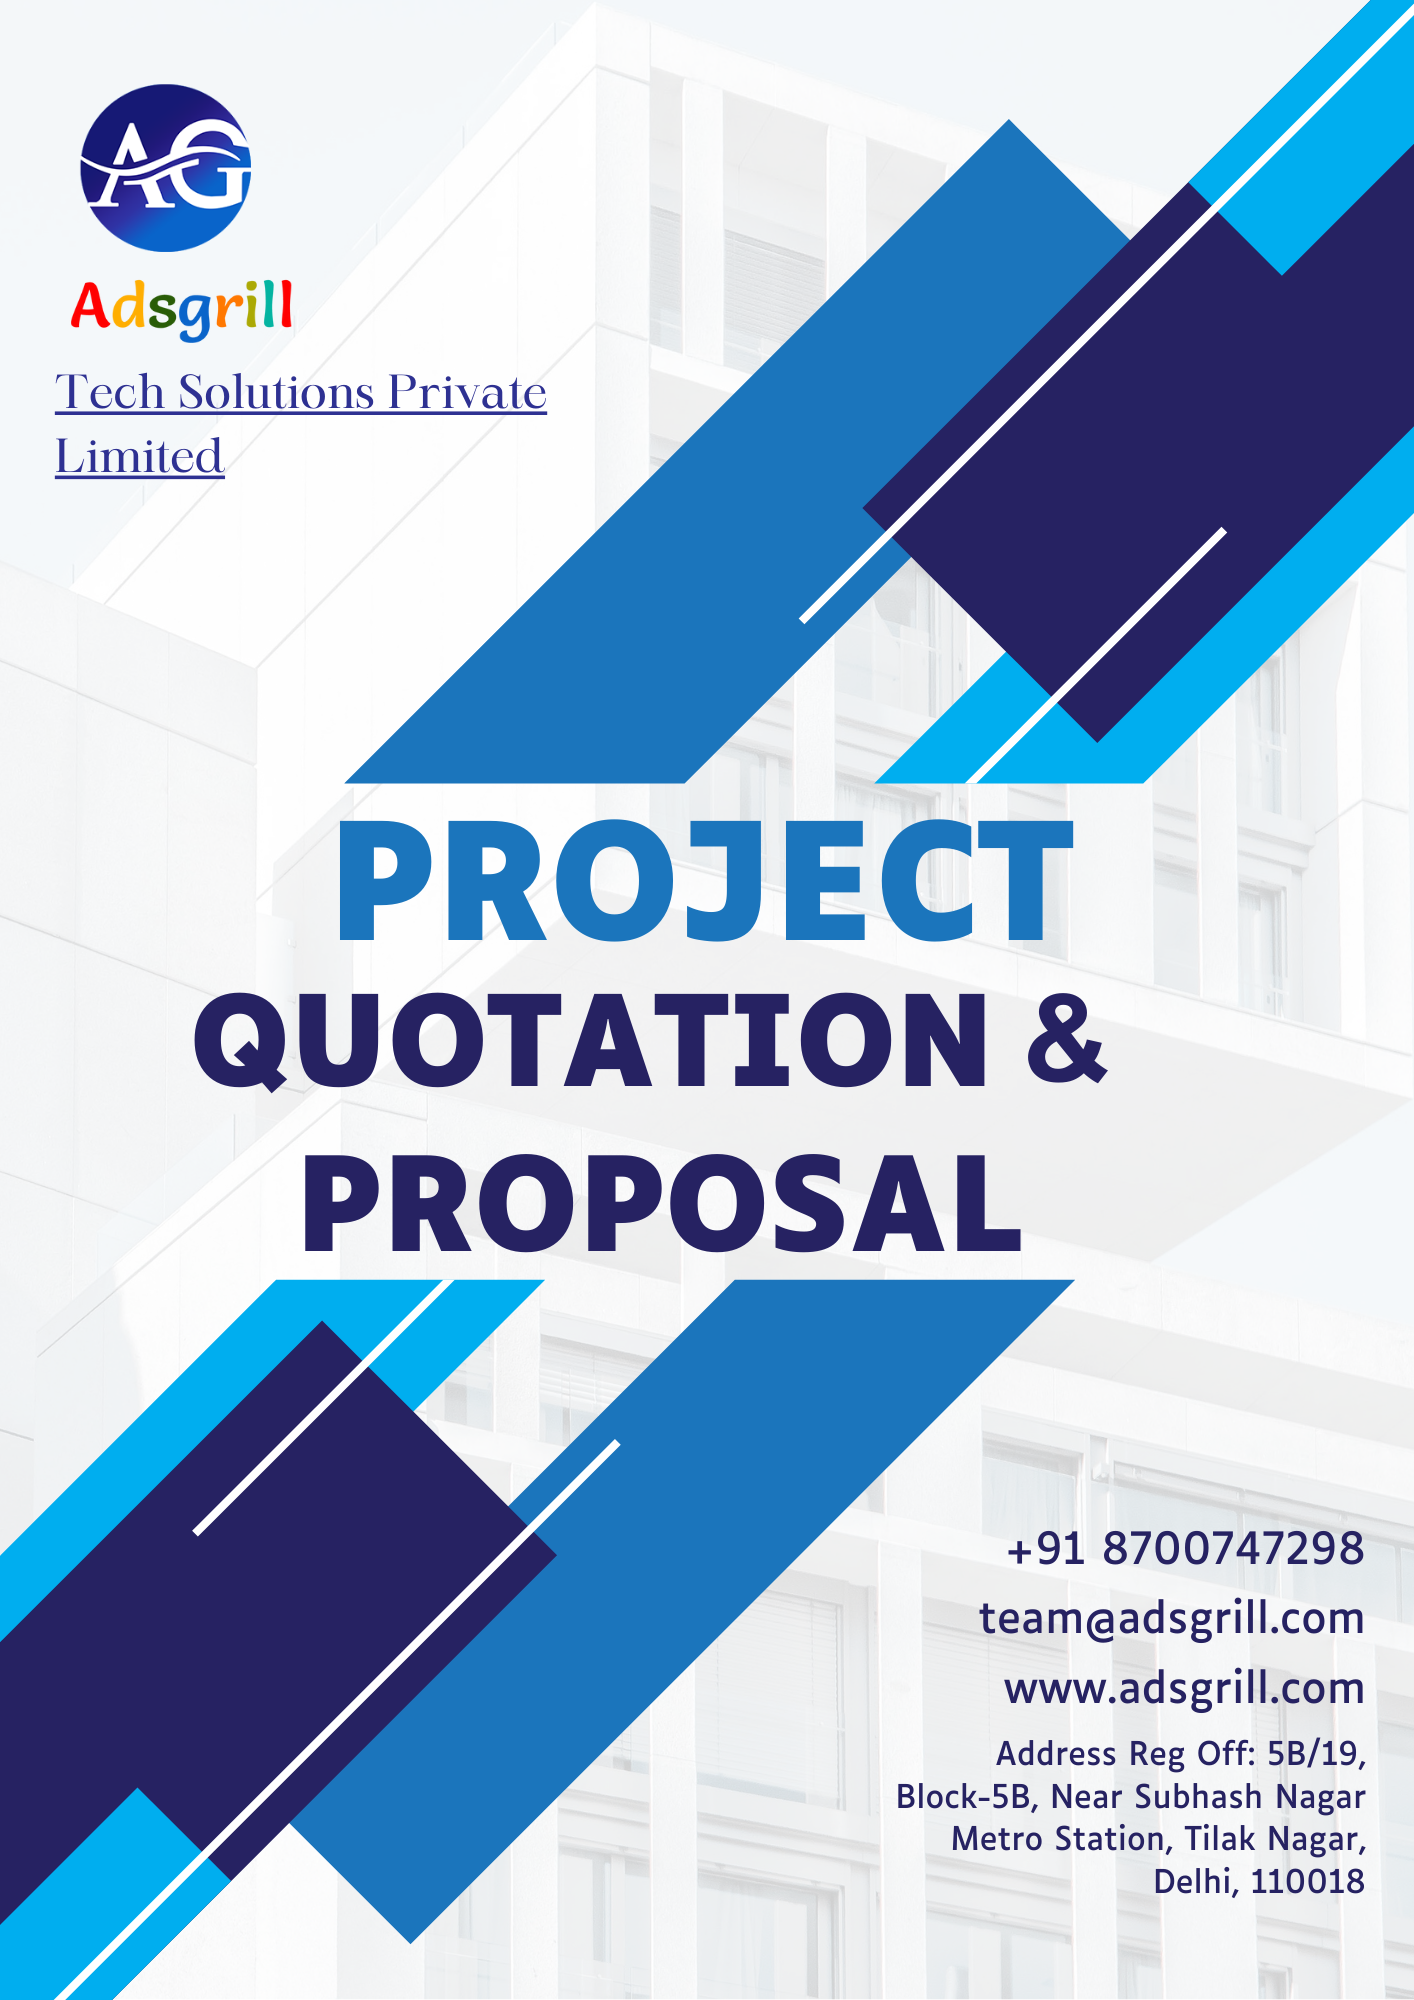 AG
Adsgrill
Tech Solutions Private
Limited
PROJECT
QUOTATION &
PROPOSAL
+91 8700747298
team@adsgrill.com
www.adsgrill.com
Address Reg Off: 5B/19,
Block-5B, Near Subhash Nagar
Metro Station, Tilak Nagar,
Delhi, 110018